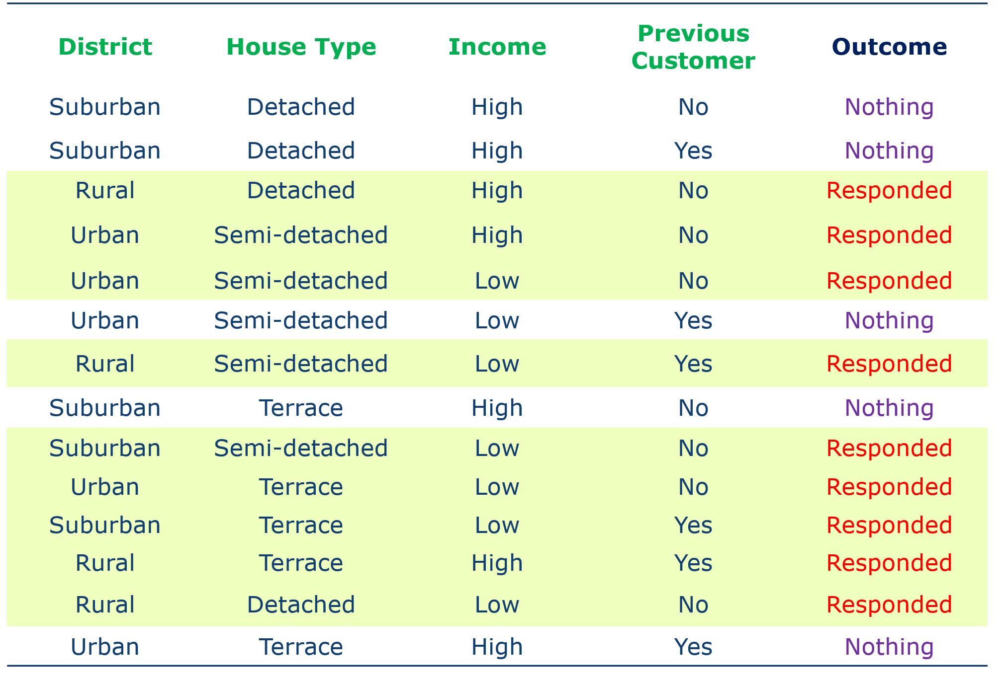 District House Type Income Previous Customer Outcome
Suburban Detached High No Nothing
Suburban Detached High Yes Nothing
Rural Detached High No Responded
Urban Semi-detached High No Responded
Urban Semi-detached Low No Responded
Urban Semi-detached Low Yes Nothing
Rural Semi-detached Low Yes Responded
Suburban Terrace High No Nothing
Suburban Semi-detached Low No Responded
Urban Terrace Low No Responded
Suburban Terrace Low Yes Responded
Rural Terrace High Yes Responded
Rural Detached Low No Responded
Urban Terrace High Yes Nothing